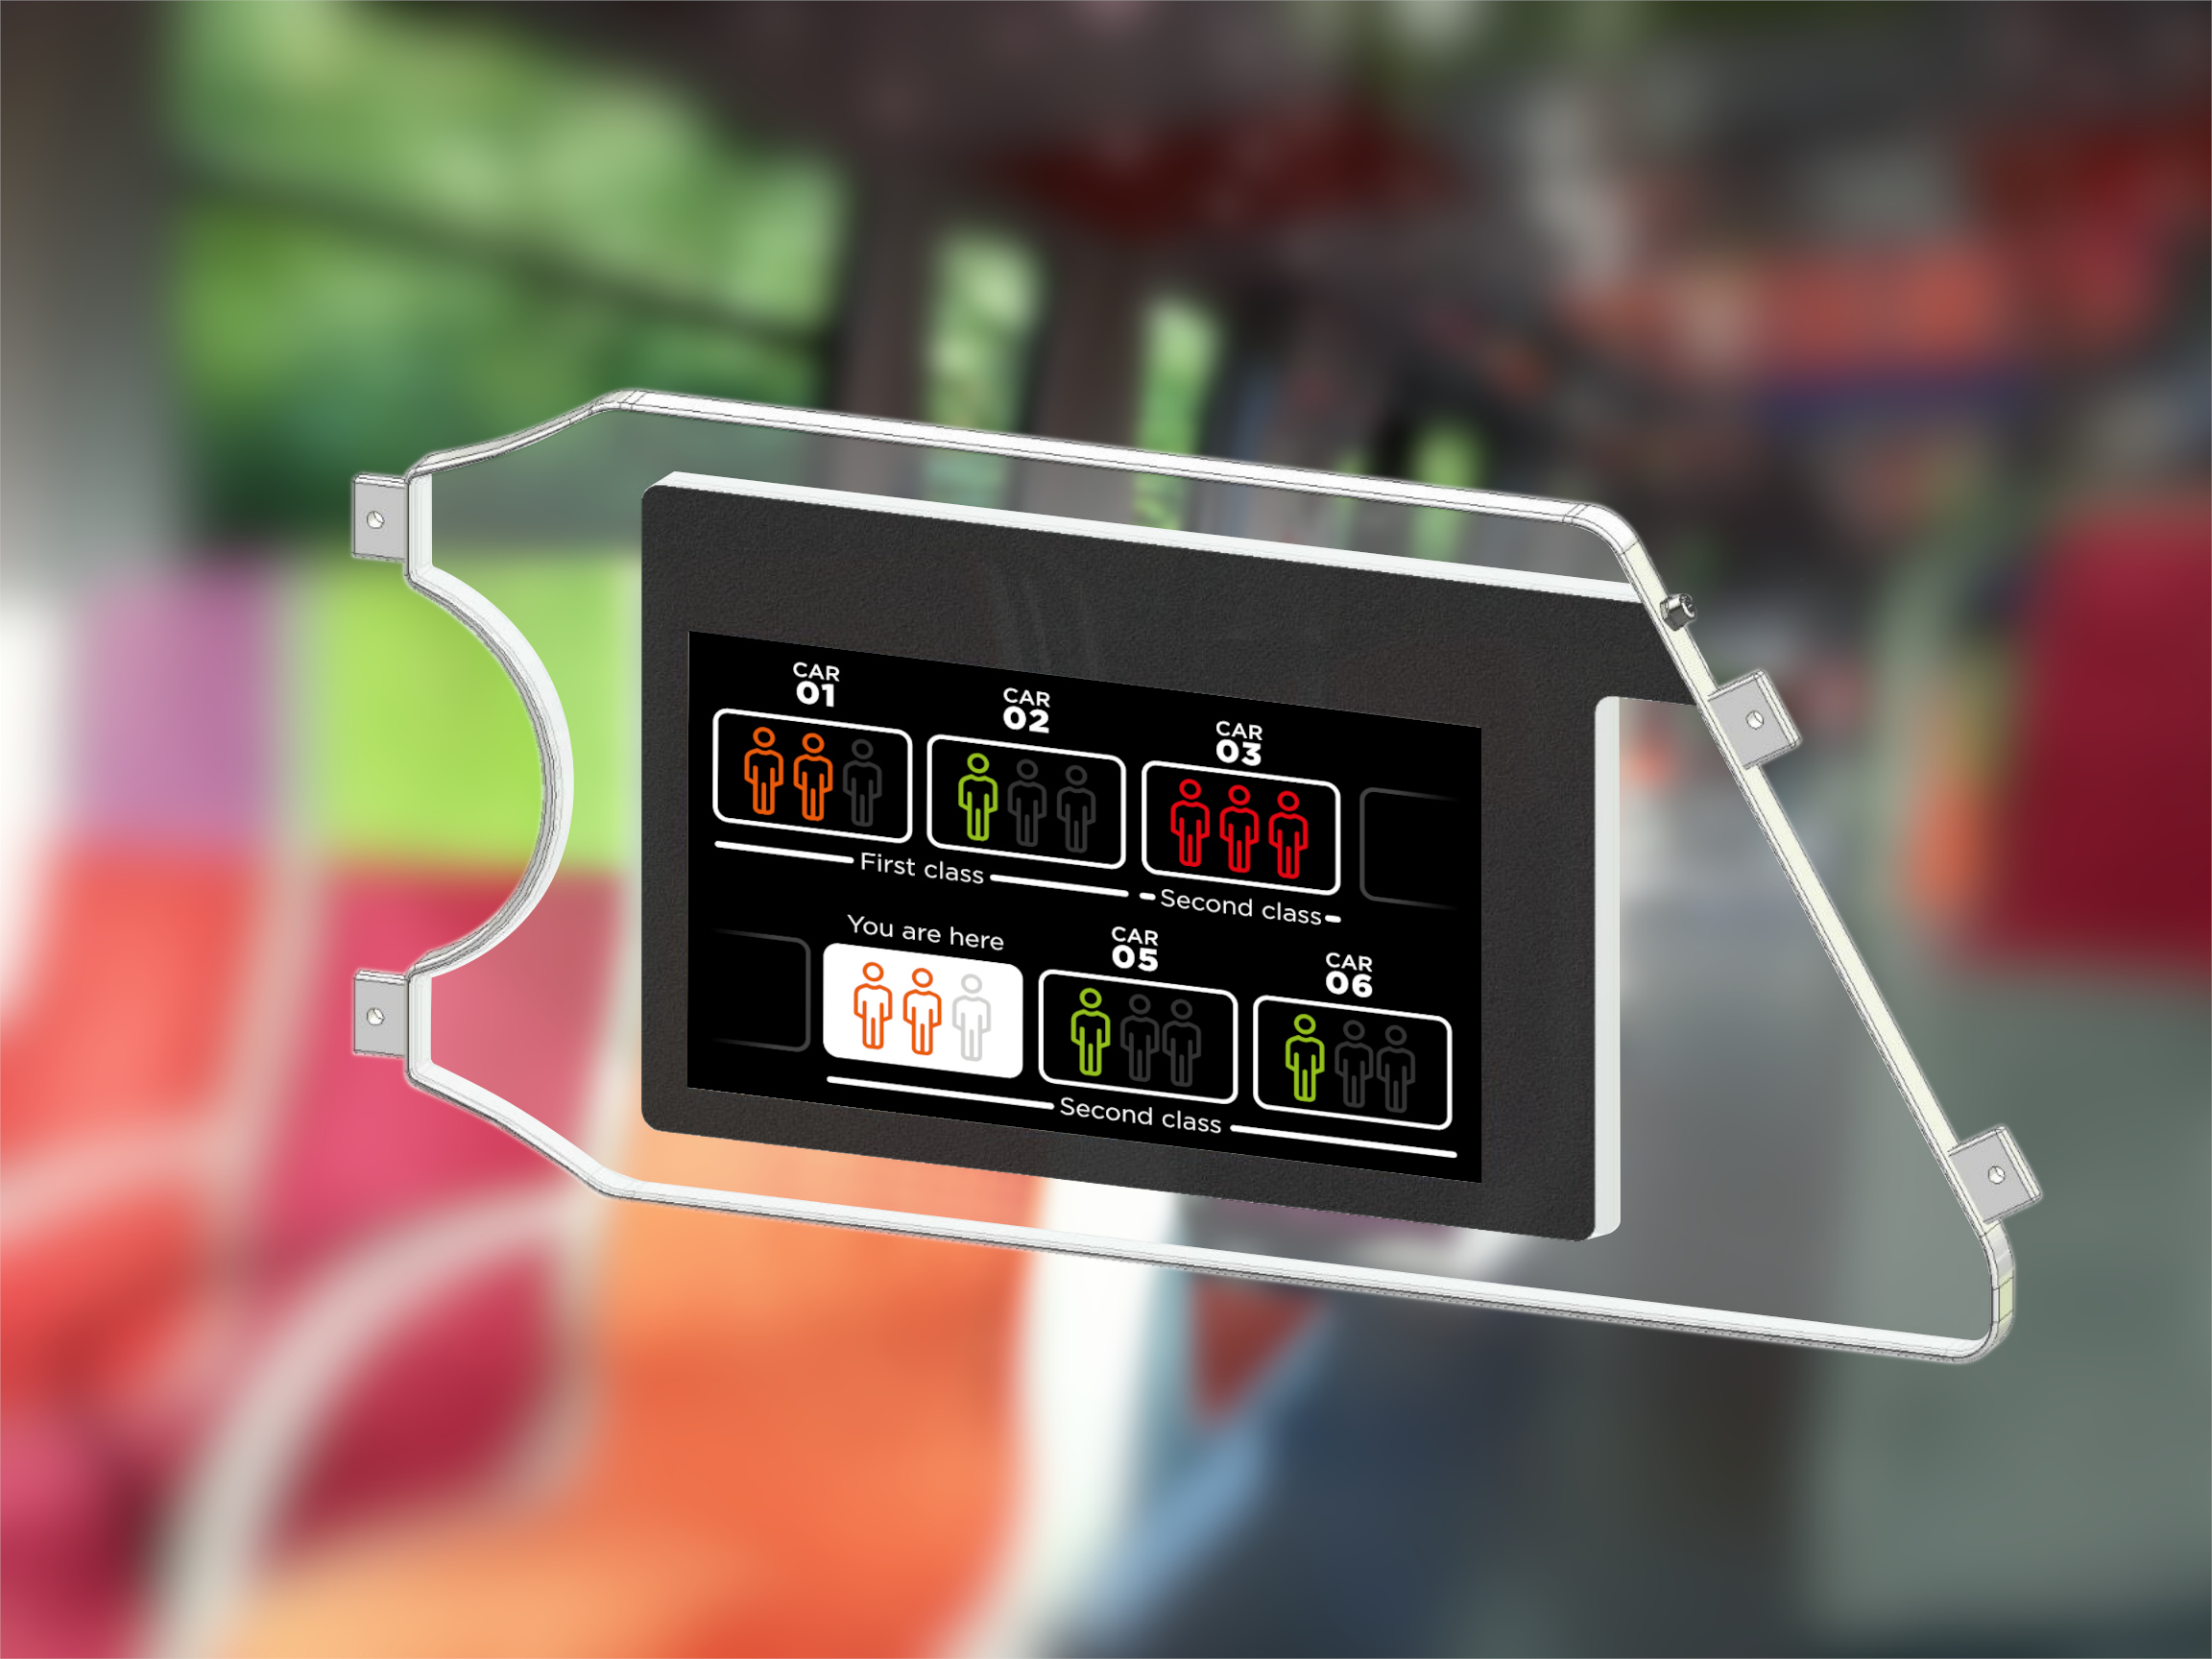 CAR
01
CAR
02
CAR
03
First class
Second class
You are here
CAR
05
CAR
06
Second class